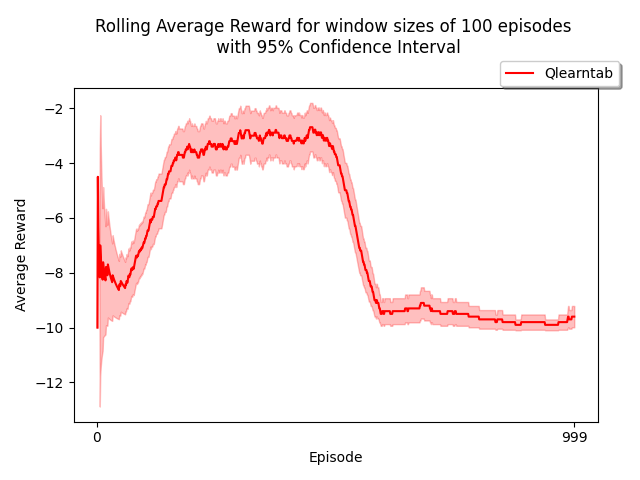 Rolling Average Reward for window sizes of 100 episodes
with 95% Confidence Interval
Qlearntab
−2
−4
−6
−8
−10
−12
Average Reward
0
999
Episode